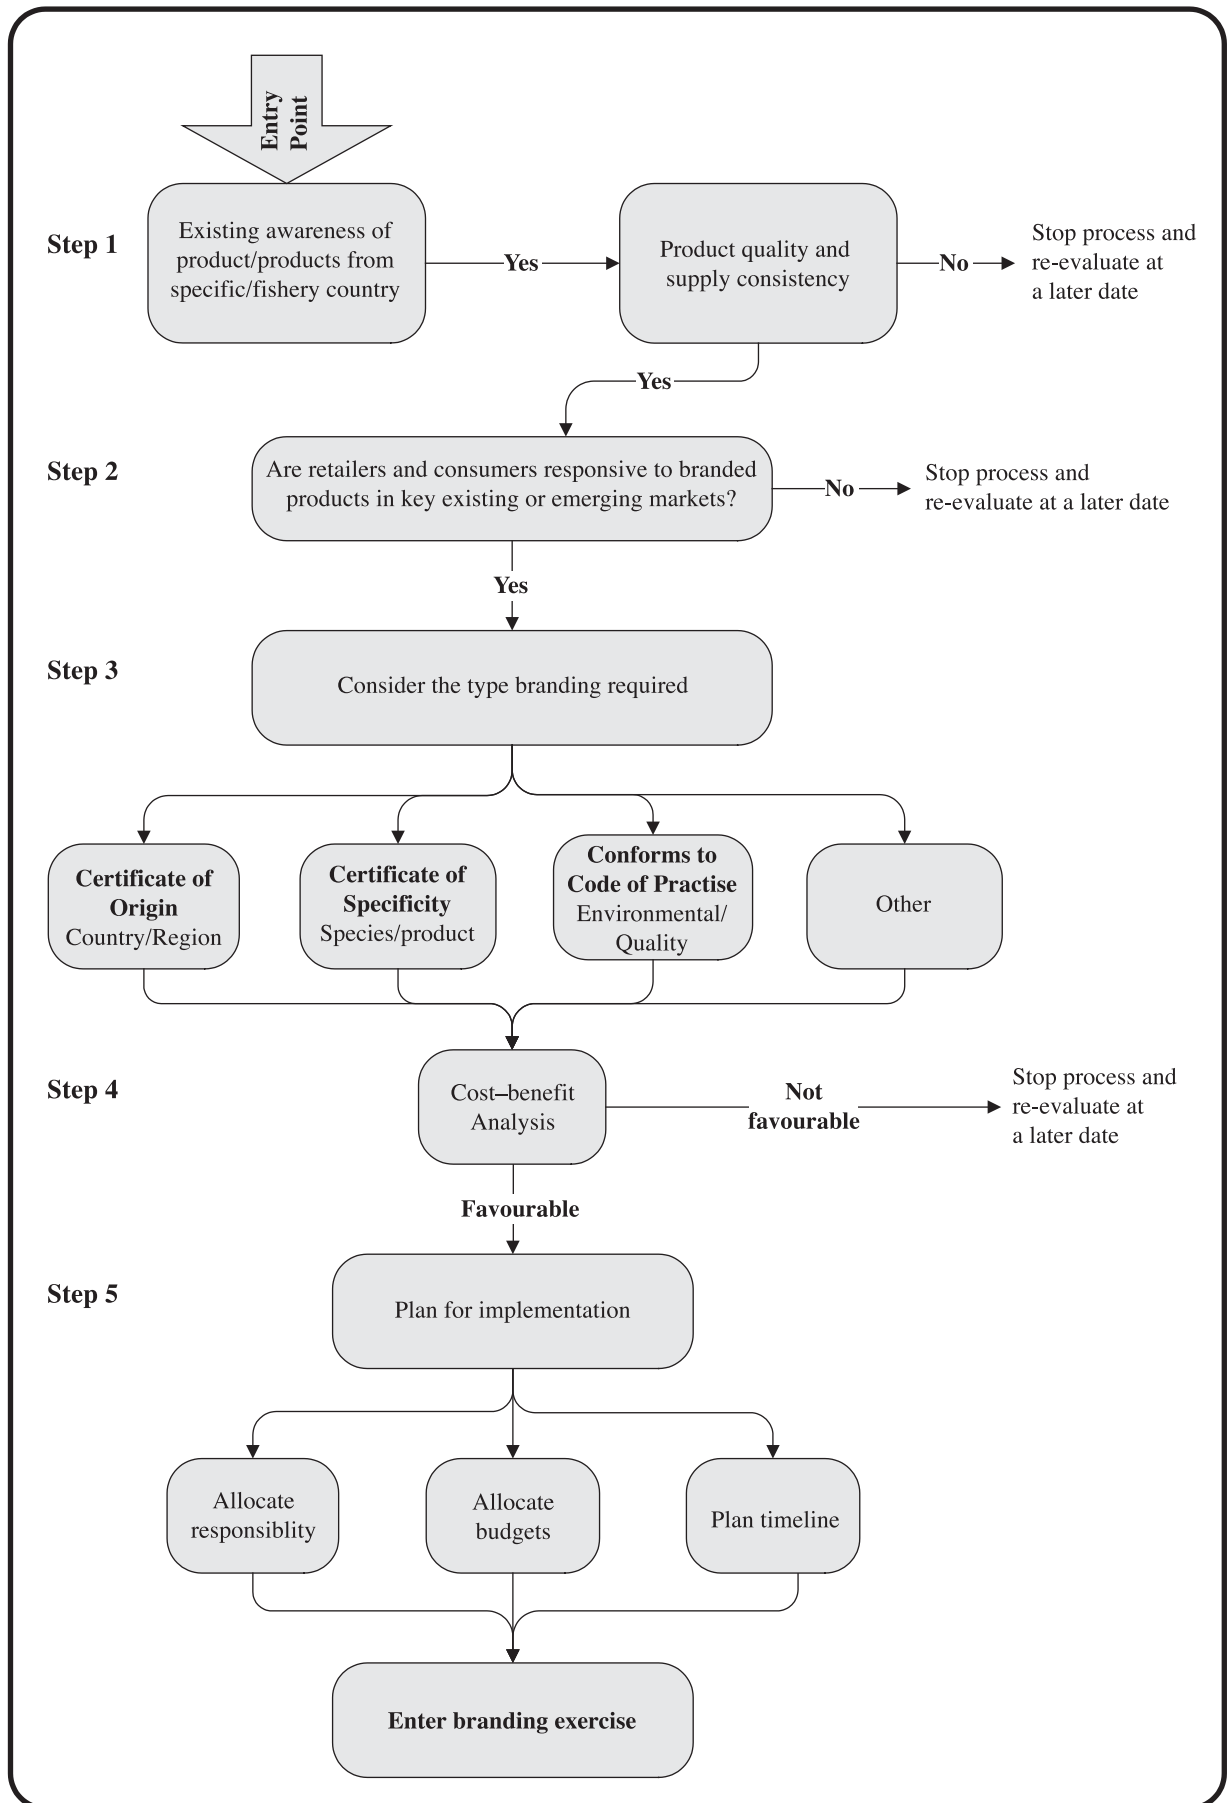 Entry
Point
Step 1
Existing awareness of
product/products from
specific/fishery country
Yes
Product quality and
supply consistency
No
Stop process and
re-evaluate at
a later date
Yes
Step 2
Are retailers and consumers responsive to branded
products in key existing or emerging markets?
No
Stop process and
re-evaluate at a later date
Yes
Step 3
Consider the type branding required
Certificate of
Origin
Country/Region
Certificate of
Specificity
Species/product
Conforms to
Code of Practise
Environmental/
Quality
Other
Step 4
Cost–benefit
Analysis
Not
favourable
Stop process and
re-evaluate at
a later date
Favourable
Step 5
Plan for implementation
Allocate
responsiblity
Allocate
budgets
Plan timeline
Enter branding exercise